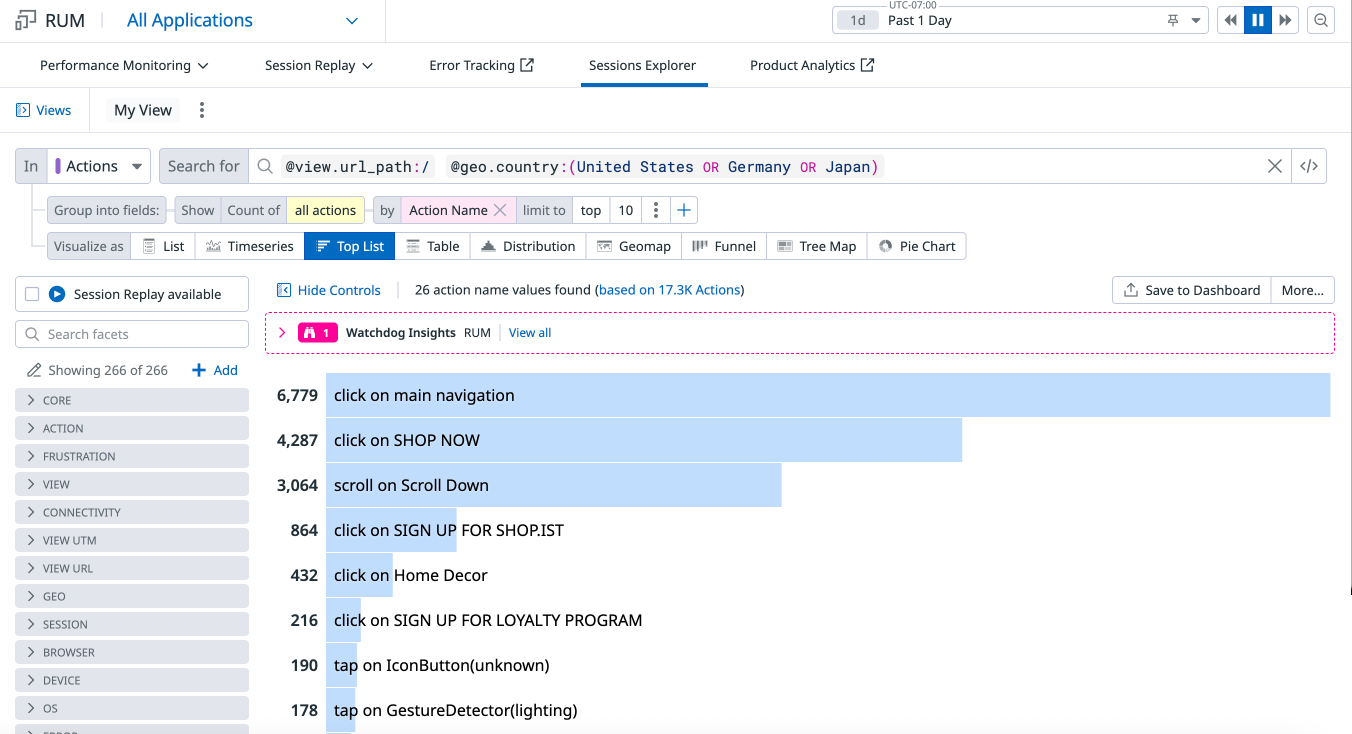 UTC-07:00
RUM All Applications 1d Past 1 Day
Performance Monitoring Session Replay Error Tracking Sessions Explorer Product Analytics
Views My View
In Actions Search for @view.url_path:/ @geo.country:(United States OR Germany OR Japan) </>
Group into fields: Show Count of all actions by Action Name limit to top 10
Visualize as List Timeseries Top List Table Distribution Geomap Funnel Tree Map Pie Chart
Session Replay available
Search facets
Showing 266 of 266 Add
CORE
ACTION
FRUSTRATION
VIEW
CONNECTIVITY
VIEW UTM
VIEW URL
GEO
SESSION
BROWSER
DEVICE
OS
ERROR
Hide Controls 26 action name values found (based on 17.3K Actions) Save to Dashboard More...
1 Watchdog Insights RUM View all
6,779 click on main navigation
4,287 click on SHOP NOW
3,064 scroll on Scroll Down
864 click on SIGN UP FOR SHOP.IST
432 click on Home Decor
216 click on SIGN UP FOR LOYALTY PROGRAM
190 tap on IconButton(unknown)
178 tap on GestureDetector(lighting)